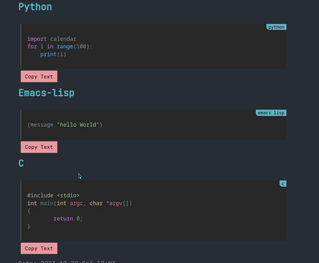 Python
python
import calendar
for i in range(100):
print(i)
Copy Text
Emacs-lisp
emacs lisp
(message "hello World")
Copy Text
C
c
#include <stdio>
int main(int argc, char *argv[])
{
return 0;
}
Copy Text